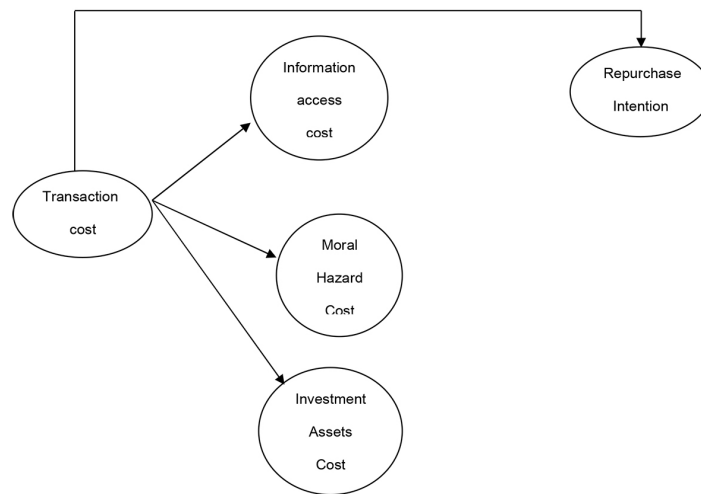 Information
access
cost
Repurchase
Intention
Transaction
cost
Moral
Hazard
Cost
Investment
Assets
Cost